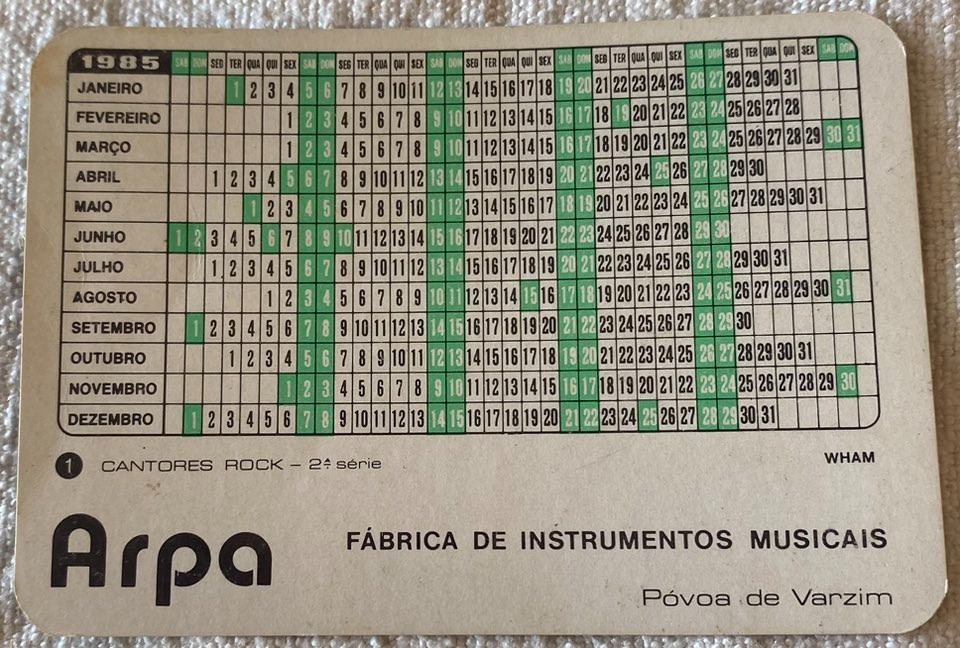 1985 SAB DOM SEG TER QUA QUI SEX SAB DOM SEG TER QUA QUI SEX SAB DOM SEG TER QUA QUI SEX SAB DOM SEG TER QUA QUI SEX SAB DOM SEG TER QUA QUI SEX SAB DOM
JANEIRO 1 2 3 4 5 6 7 8 9 10 11 12 13 14 15 16 17 18 19 20 21 22 23 24 25 26 27 28 29 30 31
FEVEREIRO 1 2 3 4 5 6 7 8 9 10 11 12 13 14 15 16 17 18 19 20 21 22 23 24 25 26 27 28
MARÇO 1 2 3 4 5 6 7 8 9 10 11 12 13 14 15 16 17 18 19 20 21 22 23 24 25 26 27 28 29 30 31
ABRIL 1 2 3 4 5 6 7 8 9 10 11 12 13 14 15 16 17 18 19 20 21 22 23 24 25 26 27 28 29 30
MAIO 1 2 3 4 5 6 7 8 9 10 11 12 13 14 15 16 17 18 19 20 21 22 23 24 25 26 27 28 29 30 31
JUNHO 1 2 3 4 5 6 7 8 9 10 11 12 13 14 15 16 17 18 19 20 21 22 23 24 25 26 27 28 29 30
JULHO 1 2 3 4 5 6 7 8 9 10 11 12 13 14 15 16 17 18 19 20 21 22 23 24 25 26 27 28 29 30 31
AGOSTO 1 2 3 4 5 6 7 8 9 10 11 12 13 14 15 16 17 18 19 20 21 22 23 24 25 26 27 28 29 30 31
SETEMBRO 1 2 3 4 5 6 7 8 9 10 11 12 13 14 15 16 17 18 19 20 21 22 23 24 25 26 27 28 29 30
OUTUBRO 1 2 3 4 5 6 7 8 9 10 11 12 13 14 15 16 17 18 19 20 21 22 23 24 25 26 27 28 29 30 31
NOVEMBRO 1 2 3 4 5 6 7 8 9 10 11 12 13 14 15 16 17 18 19 20 21 22 23 24 25 26 27 28 29 30
DEZEMBRO 1 2 3 4 5 6 7 8 9 10 11 12 13 14 15 16 17 18 19 20 21 22 23 24 25 26 27 28 29 30 31
1 CANTORES ROCK – 2ª série WHAM
Arpa FÁBRICA DE INSTRUMENTOS MUSICAIS
Póvoa de Varzim